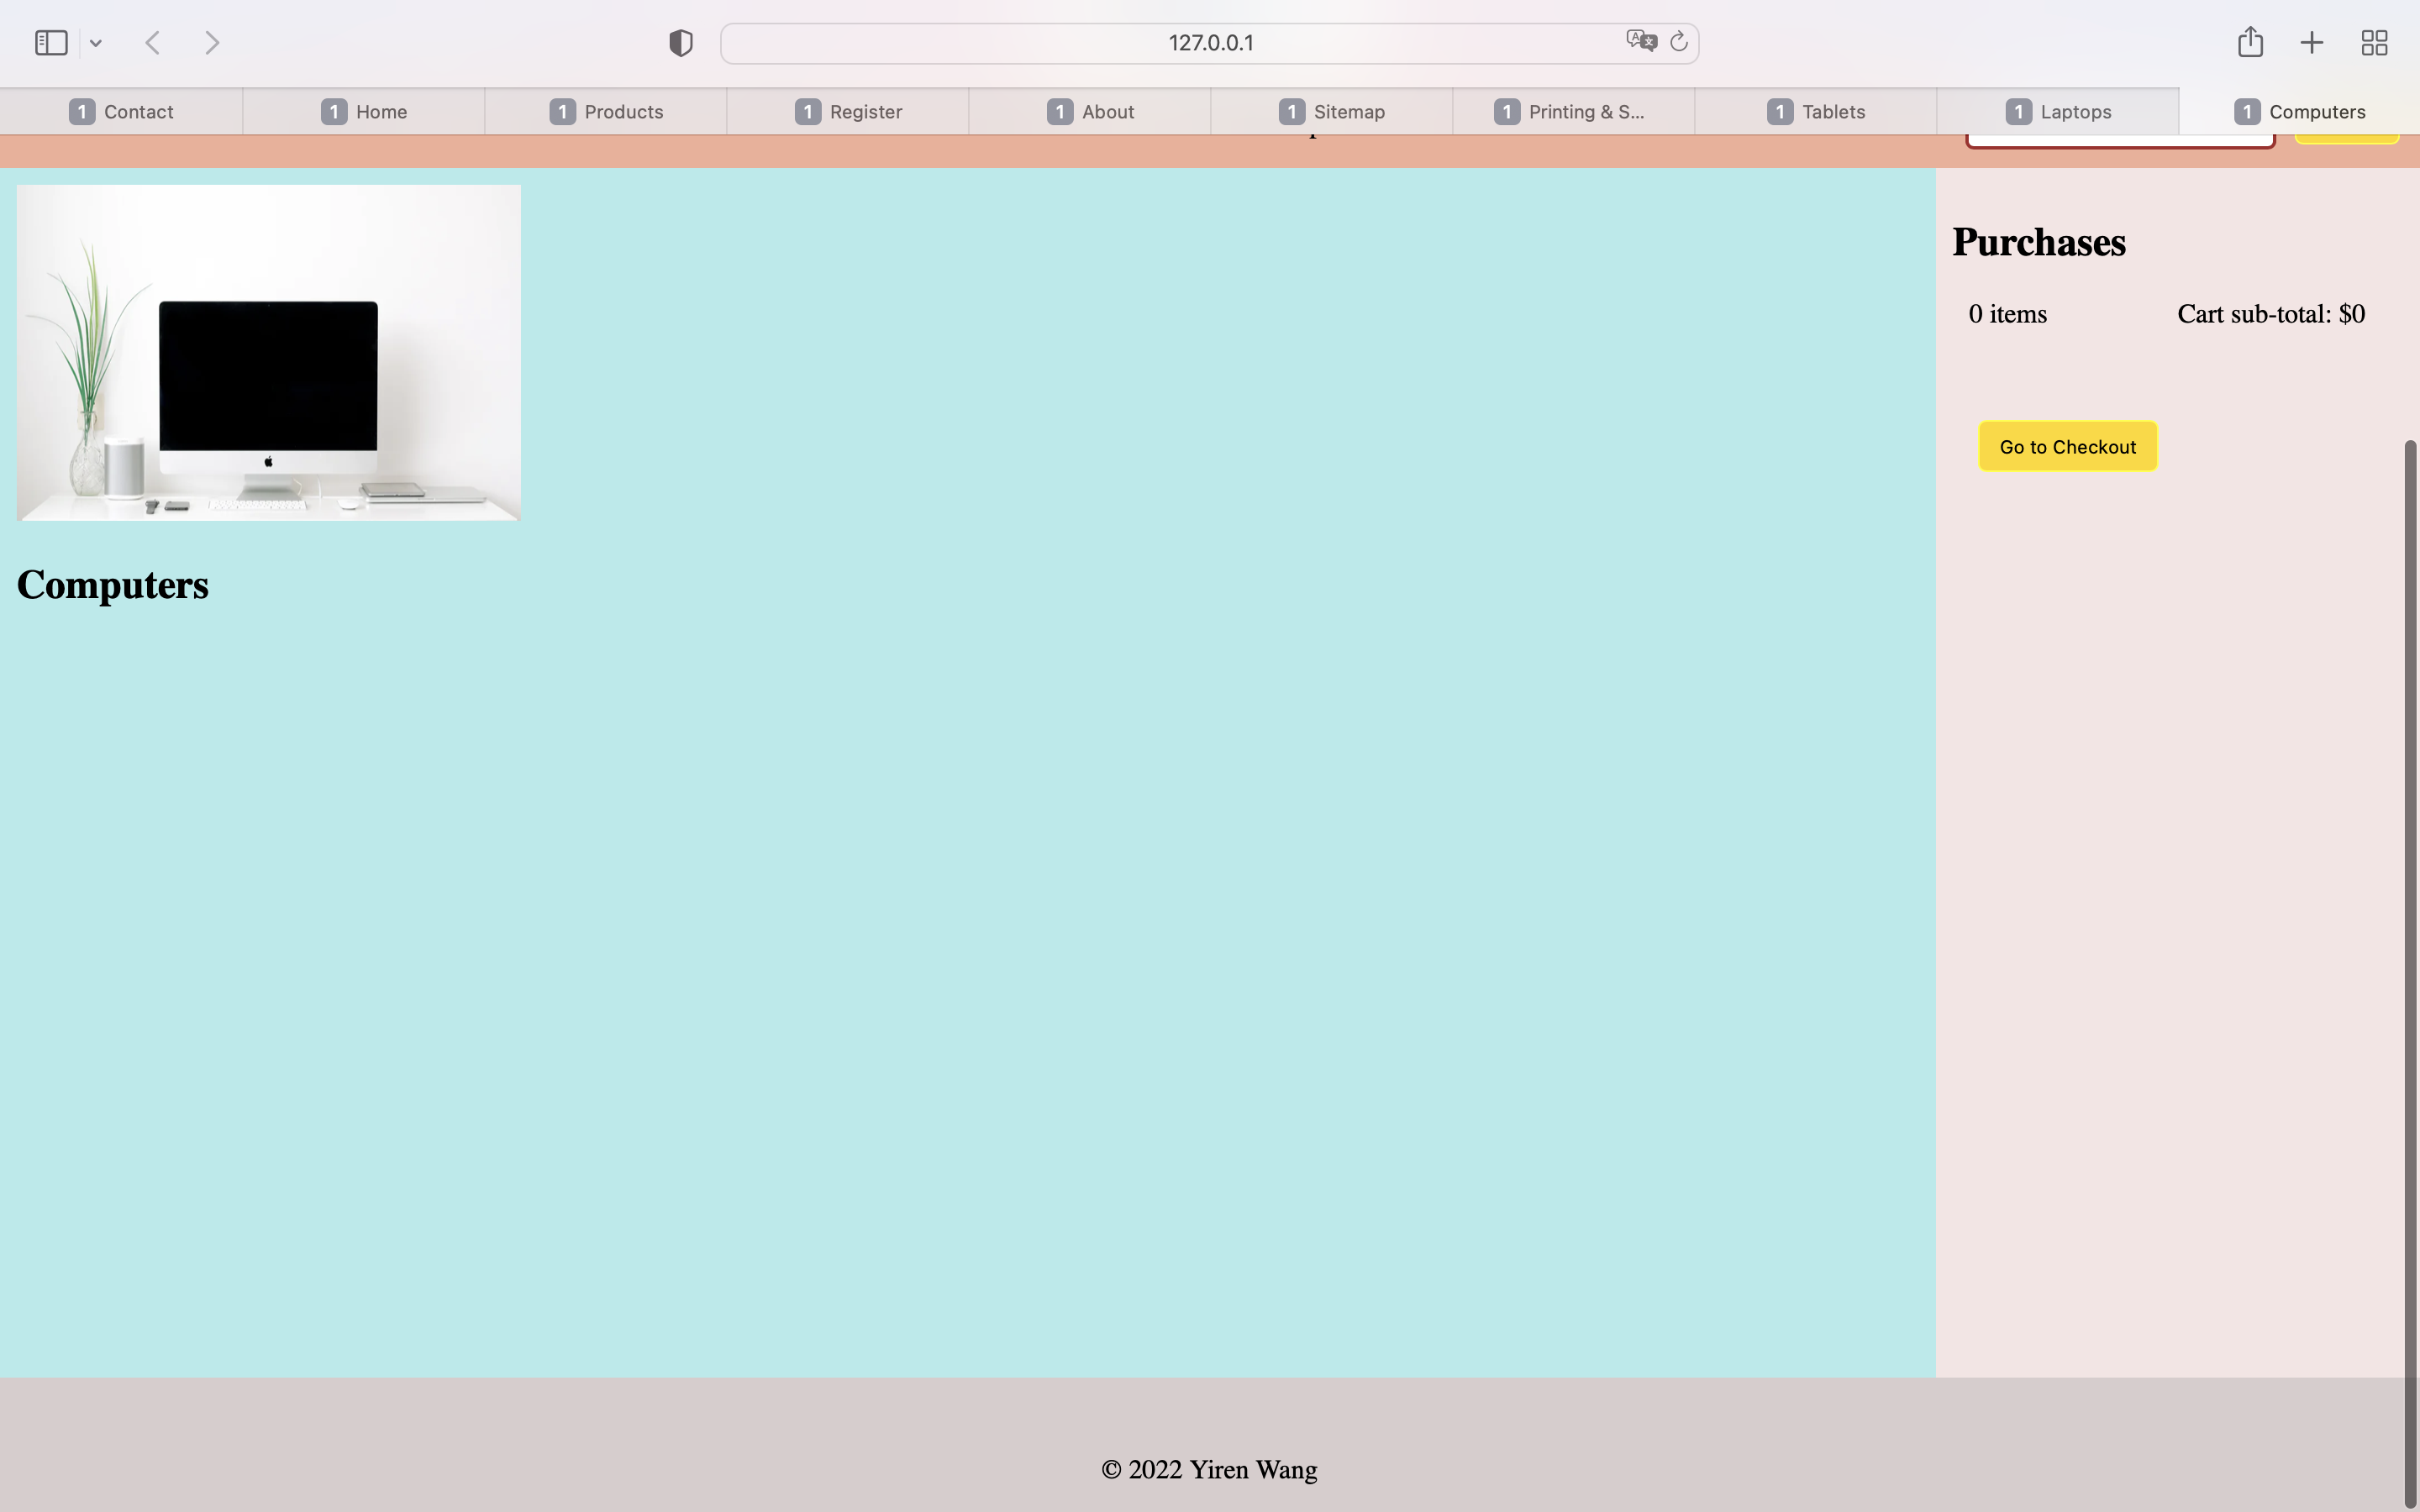 127.0.0.1
1 Contact
1 Home
1 Products
1 Register
1 About
1 Sitemap
1 Printing & S...
1 Tablets
1 Laptops
1 Computers
Purchases
0 items
Cart sub-total: $0
Go to Checkout
Computers
© 2022 Yiren Wang